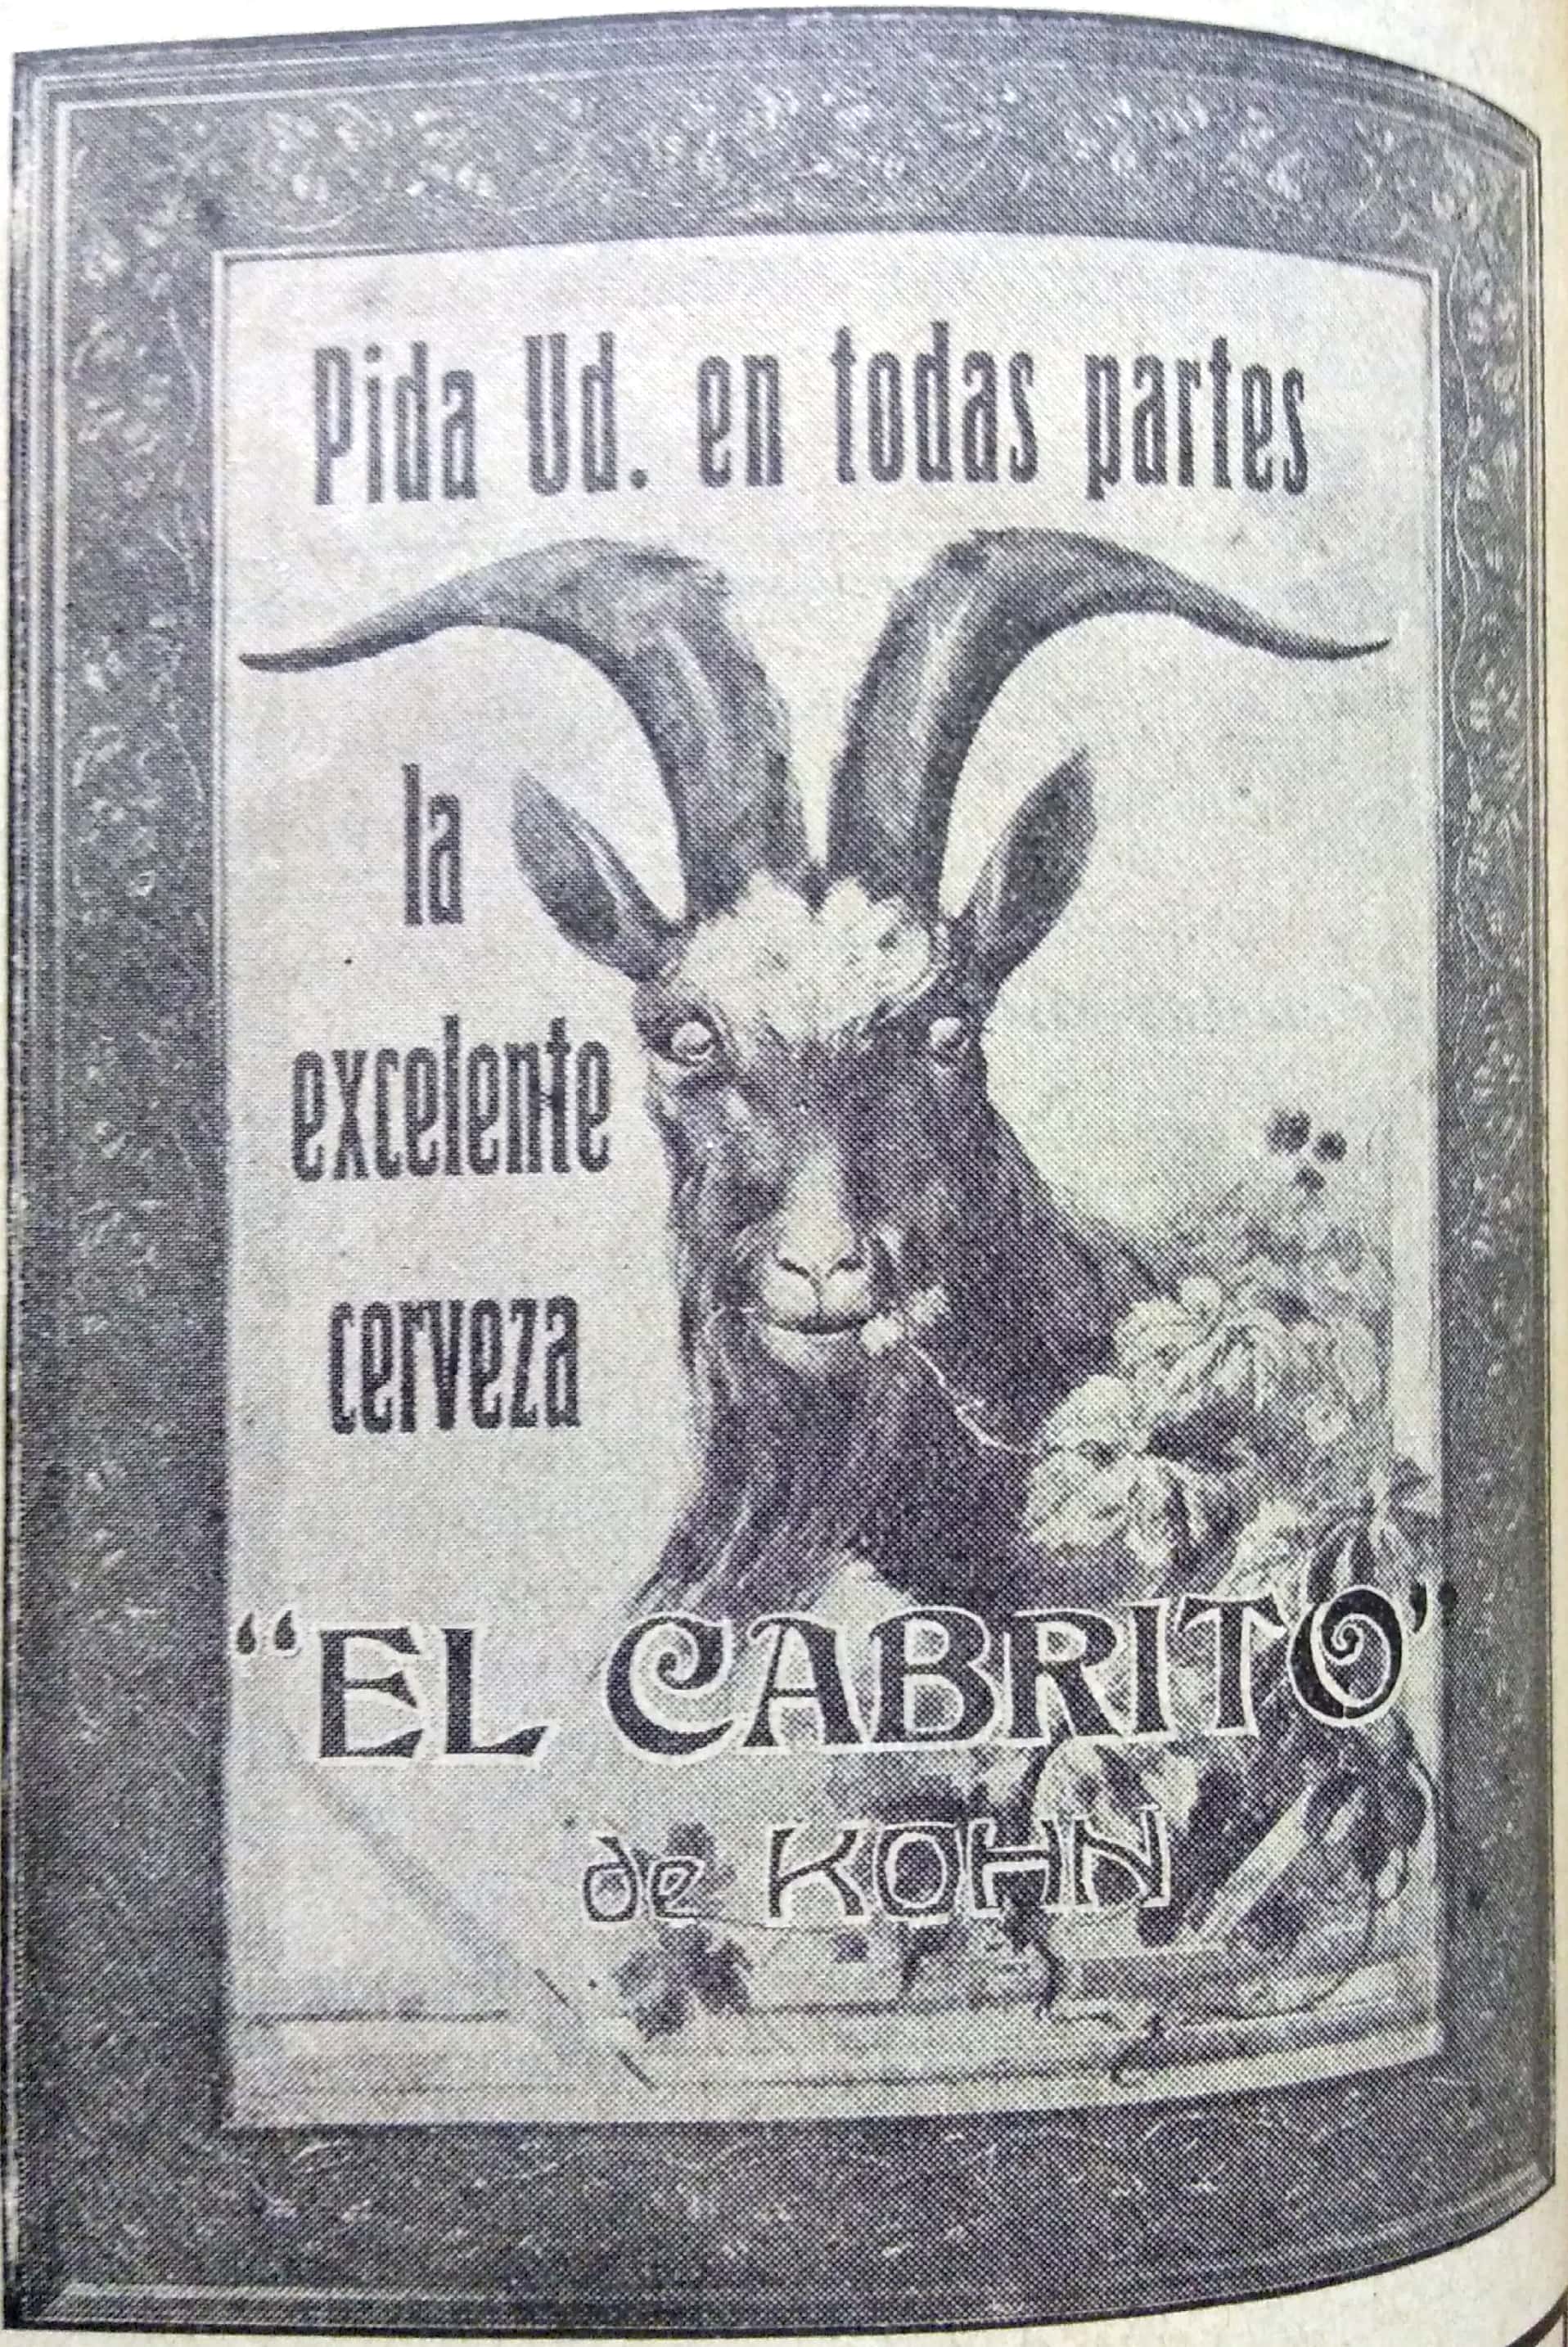 Pida Ud. en todas partes
la
excelente
cerveza
“EL CABRITO”
de KOHN